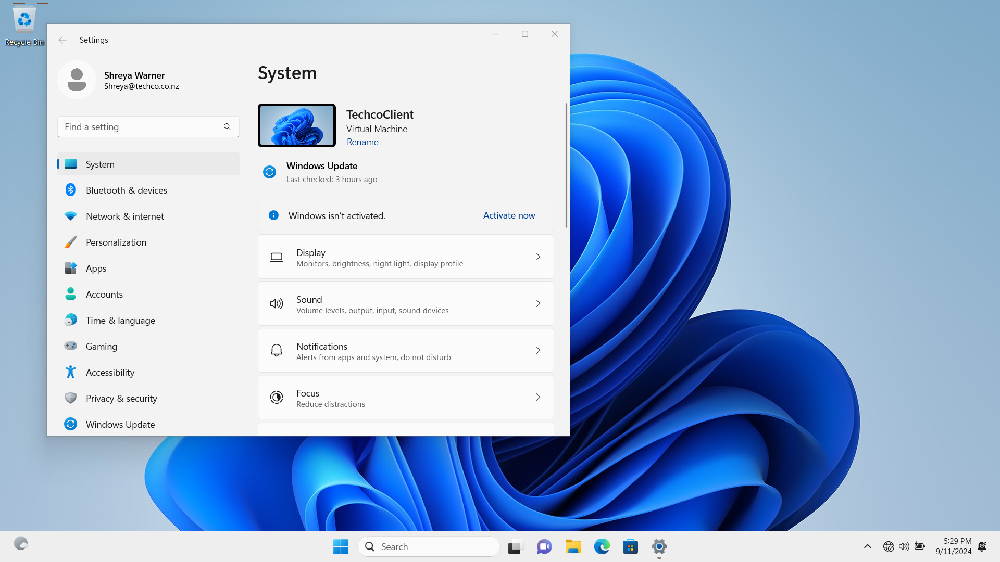 Recycle Bin
Settings
Shreya Warner
Shreya@techco.co.nz
Find a setting
System
Bluetooth & devices
Network & internet
Personalization
Apps
Accounts
Time & language
Gaming
Accessibility
Privacy & security
Windows Update
System
TechcoClient
Virtual Machine
Rename
Windows Update
Last checked: 3 hours ago
Windows isn't activated.
Activate now
Display
Monitors, brightness, night light, display profile
Sound
Volume levels, output, input, sound devices
Notifications
Alerts from apps and system, do not disturb
Focus
Reduce distractions
Search
5:29 PM
9/11/2024